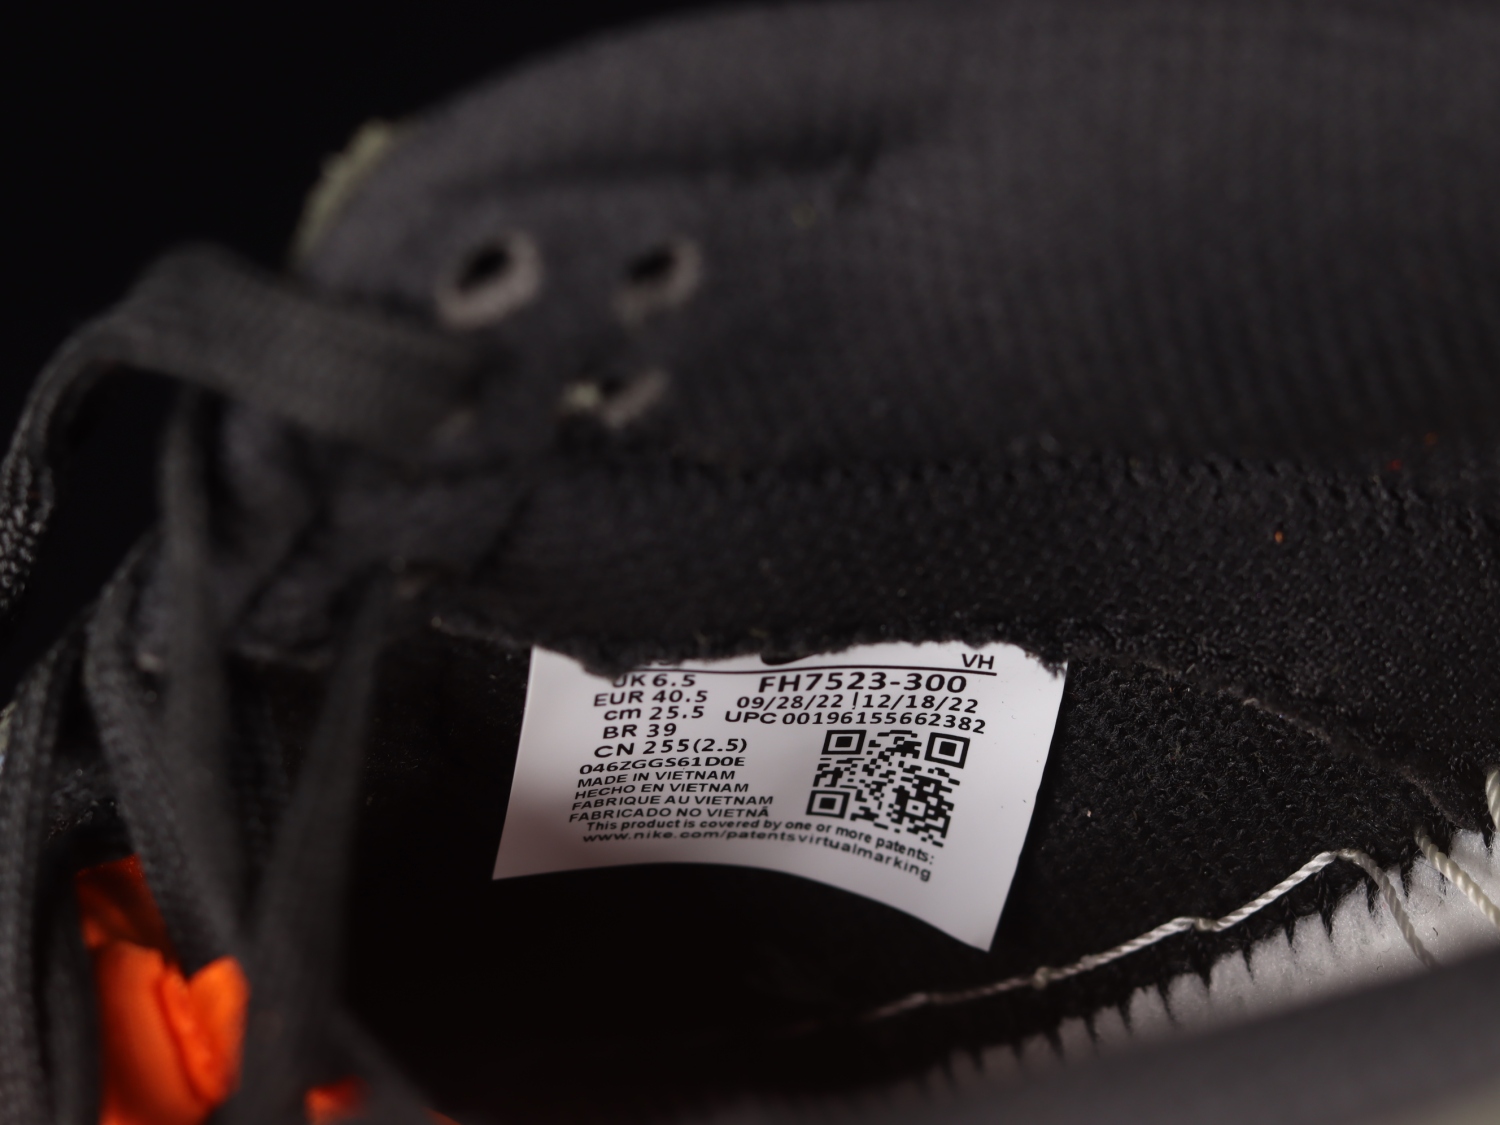 VH
UK 6.5
EUR 40.5
cm 25.5
BR 39
CN 255(2.5)
FH7523-300
09/28/22 | 12/18/22
UPC 00196155662382
046ZGGS61D0E
MADE IN VIETNAM
HECHO EN VIETNAM
FABRIQUE AU VIETNAM
FABRICADO NO VIETNÃ
This product is covered by one or more patents:
www.nike.com/patentsvirtualmarking